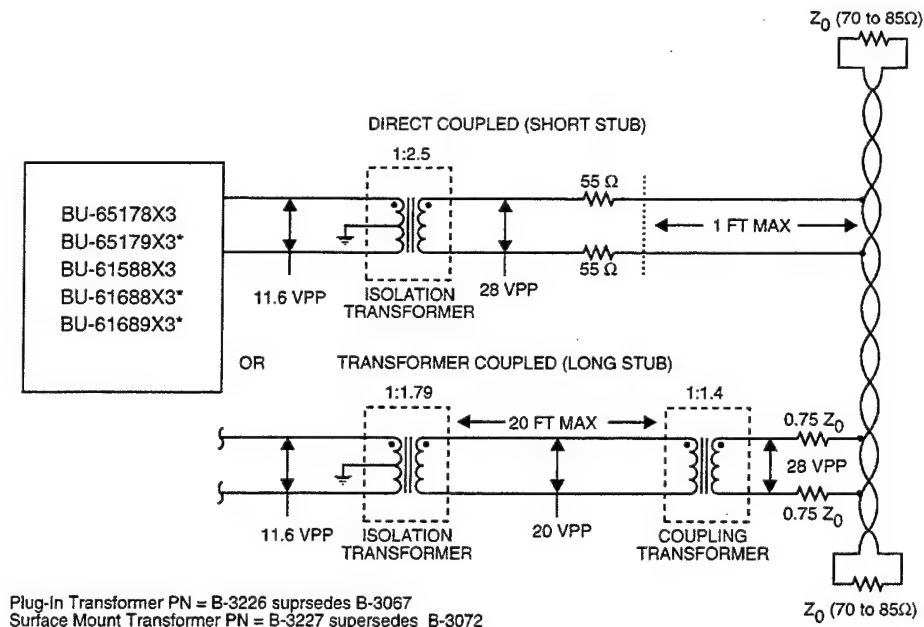 Z0 (70 to 85Ω)
DIRECT COUPLED (SHORT STUB)
1:2.5
55 Ω
1 FT MAX
55 Ω
11.6 VPP
28 VPP
ISOLATION
TRANSFORMER
BU-65178X3
BU-65179X3*
BU-61588X3
BU-61688X3*
BU-61689X3*
OR
TRANSFORMER COUPLED (LONG STUB)
1:1.79
20 FT MAX
1:1.4
0.75 Z0
28 VPP
0.75 Z0
11.6 VPP
ISOLATION
TRANSFORMER
20 VPP
COUPLING
TRANSFORMER
Z0 (70 to 85Ω)
Plug-In Transformer PN = B-3226 suprsedes B-3067
Surface Mount Transformer PN = B-3227 supersedes B-3072